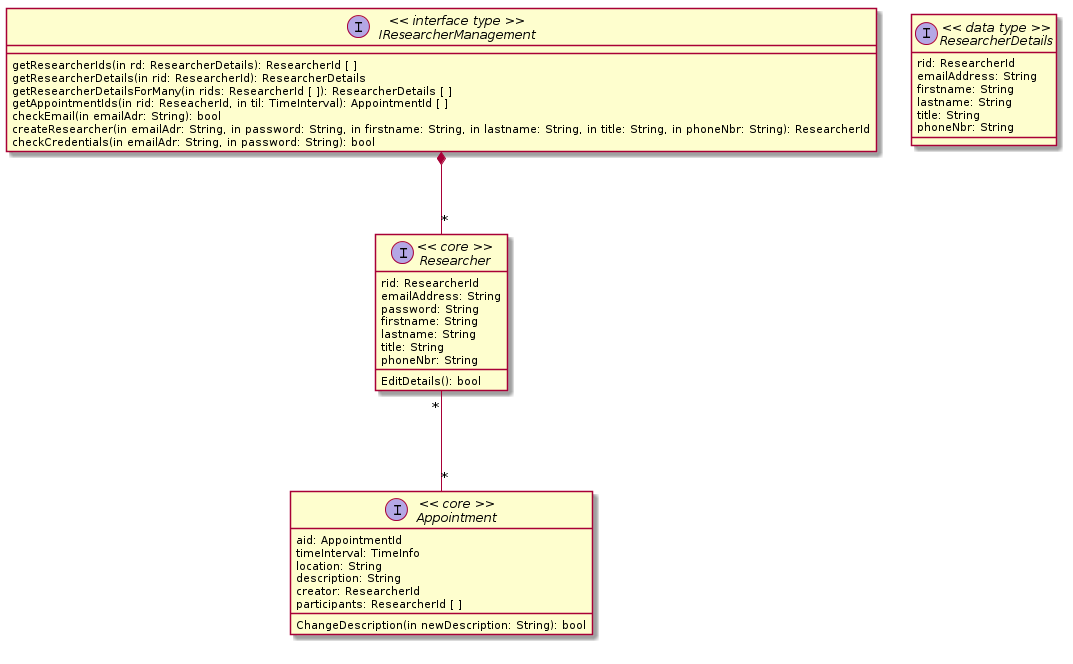 I
<< interface type >>
IResearcherManagement
getResearcherIds(in rd: ResearcherDetails): ResearcherId [ ]
getResearcherDetails(in rid: ResearcherId): ResearcherDetails
getResearcherDetailsForMany(in rids: ResearcherId [ ]): ResearcherDetails [ ]
getAppointmentIds(in rid: ReseacherId, in til: TimeInterval): AppointmentId [ ]
checkEmail(in emailAdr: String): bool
createResearcher(in emailAdr: String, in password: String, in firstname: String, in lastname: String, in title: String, in phoneNbr: String): ResearcherId
checkCredentials(in emailAdr: String, in password: String): bool
I
<< data type >>
ResearcherDetails
rid: ResearcherId
emailAddress: String
firstname: String
lastname: String
title: String
phoneNbr: String
*
I
<< core >>
Researcher
rid: ResearcherId
emailAddress: String
password: String
firstname: String
lastname: String
title: String
phoneNbr: String
EditDetails(): bool
*
*
I
<< core >>
Appointment
aid: AppointmentId
timeInterval: TimeInfo
location: String
description: String
creator: ResearcherId
participants: ResearcherId [ ]
ChangeDescription(in newDescription: String): bool